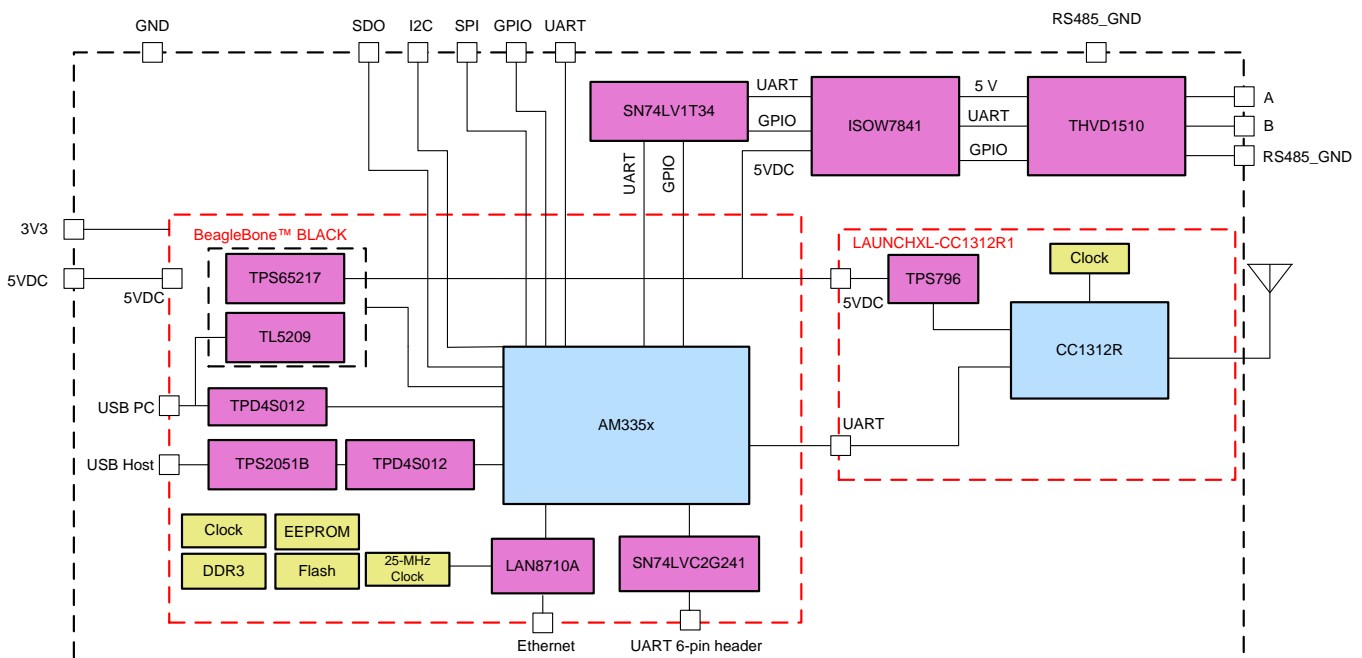 GND
SDO
I2C
SPI
GPIO
UART
RS485_GND
SN74LV1T34
UART
GPIO
5VDC
ISOW7841
5 V
UART
GPIO
THVD1510
A
B
RS485_GND
UART
GPIO
3V3
5VDC
5VDC
BeagleBone™ BLACK
TPS65217
TL5209
USB PC
TPD4S012
USB Host
TPS2051B
TPD4S012
AM335x
Clock
EEPROM
DDR3
Flash
25-MHz
Clock
LAN8710A
SN74LVC2G241
Ethernet
UART 6-pin header
LAUNCHXL-CC1312R1
5VDC
TPS796
Clock
CC1312R
UART